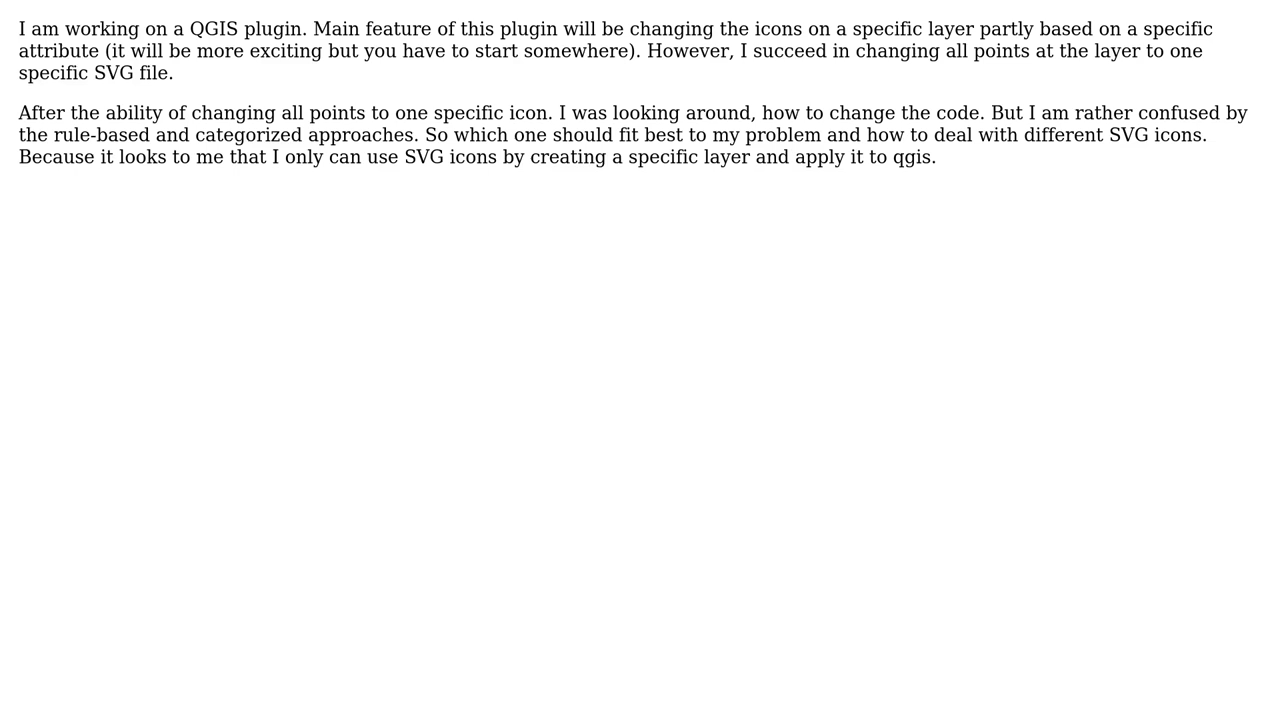 I am working on a QGIS plugin. Main feature of this plugin will be changing the icons on a specific layer partly based on a specific
attribute (it will be more exciting but you have to start somewhere). However, I succeed in changing all points at the layer to one
specific SVG file.
After the ability of changing all points to one specific icon. I was looking around, how to change the code. But I am rather confused by
the rule-based and categorized approaches. So which one should fit best to my problem and how to deal with different SVG icons.
Because it looks to me that I only can use SVG icons by creating a specific layer and apply it to qgis.